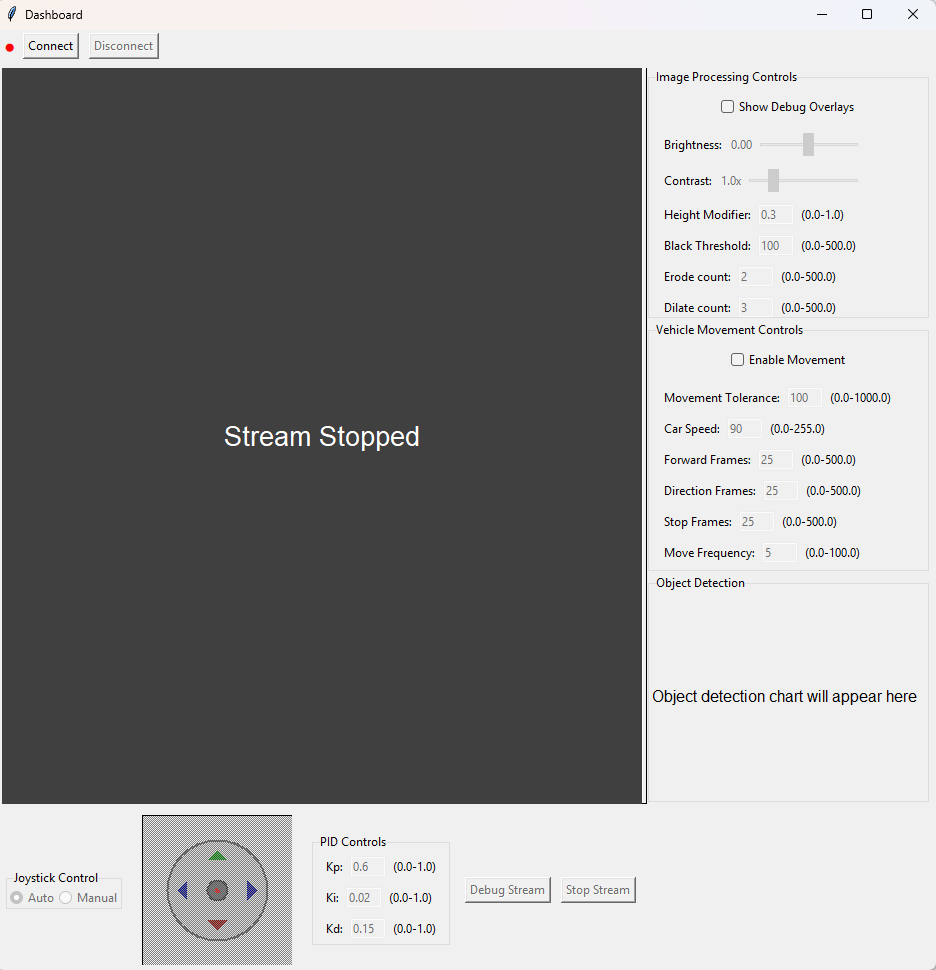 Dashboard
Connect Disconnect
Image Processing Controls
Show Debug Overlays
Brightness: 0.00
Contrast: 1.0x
Height Modifier: 0.3 (0.0-1.0)
Black Threshold: 100 (0.0-500.0)
Erode count: 2 (0.0-500.0)
Dilate count: 3 (0.0-500.0)
Vehicle Movement Controls
Enable Movement
Movement Tolerance: 100 (0.0-1000.0)
Car Speed: 90 (0.0-255.0)
Stream Stopped
Forward Frames: 25 (0.0-500.0)
Direction Frames: 25 (0.0-500.0)
Stop Frames: 25 (0.0-500.0)
Move Frequency: 5 (0.0-100.0)
Object Detection
Object detection chart will appear here
Joystick Control
Auto Manual
PID Controls
Kp: 0.6 (0.0-1.0)
Ki: 0.02 (0.0-1.0)
Kd: 0.15 (0.0-1.0)
Debug Stream Stop Stream